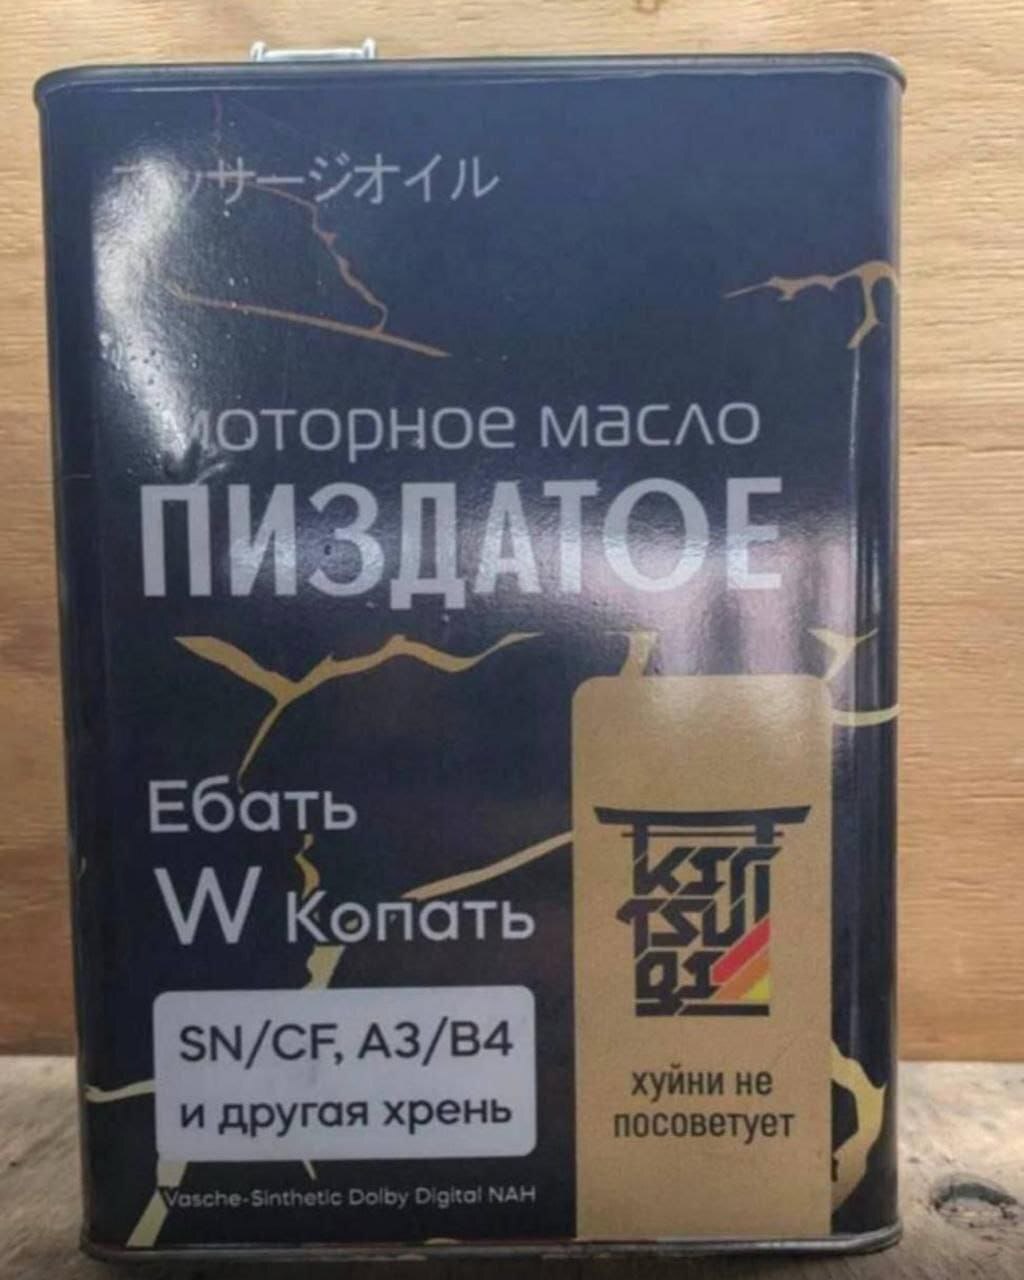 マッサージオイル
моторное масло
ПИЗДАТОЕ
Ебать
W Копать
SN/CF, A3/B4
и другая хрень
Vasche-Sinthetic Dolby Digital NAH
хуйни не
посоветует